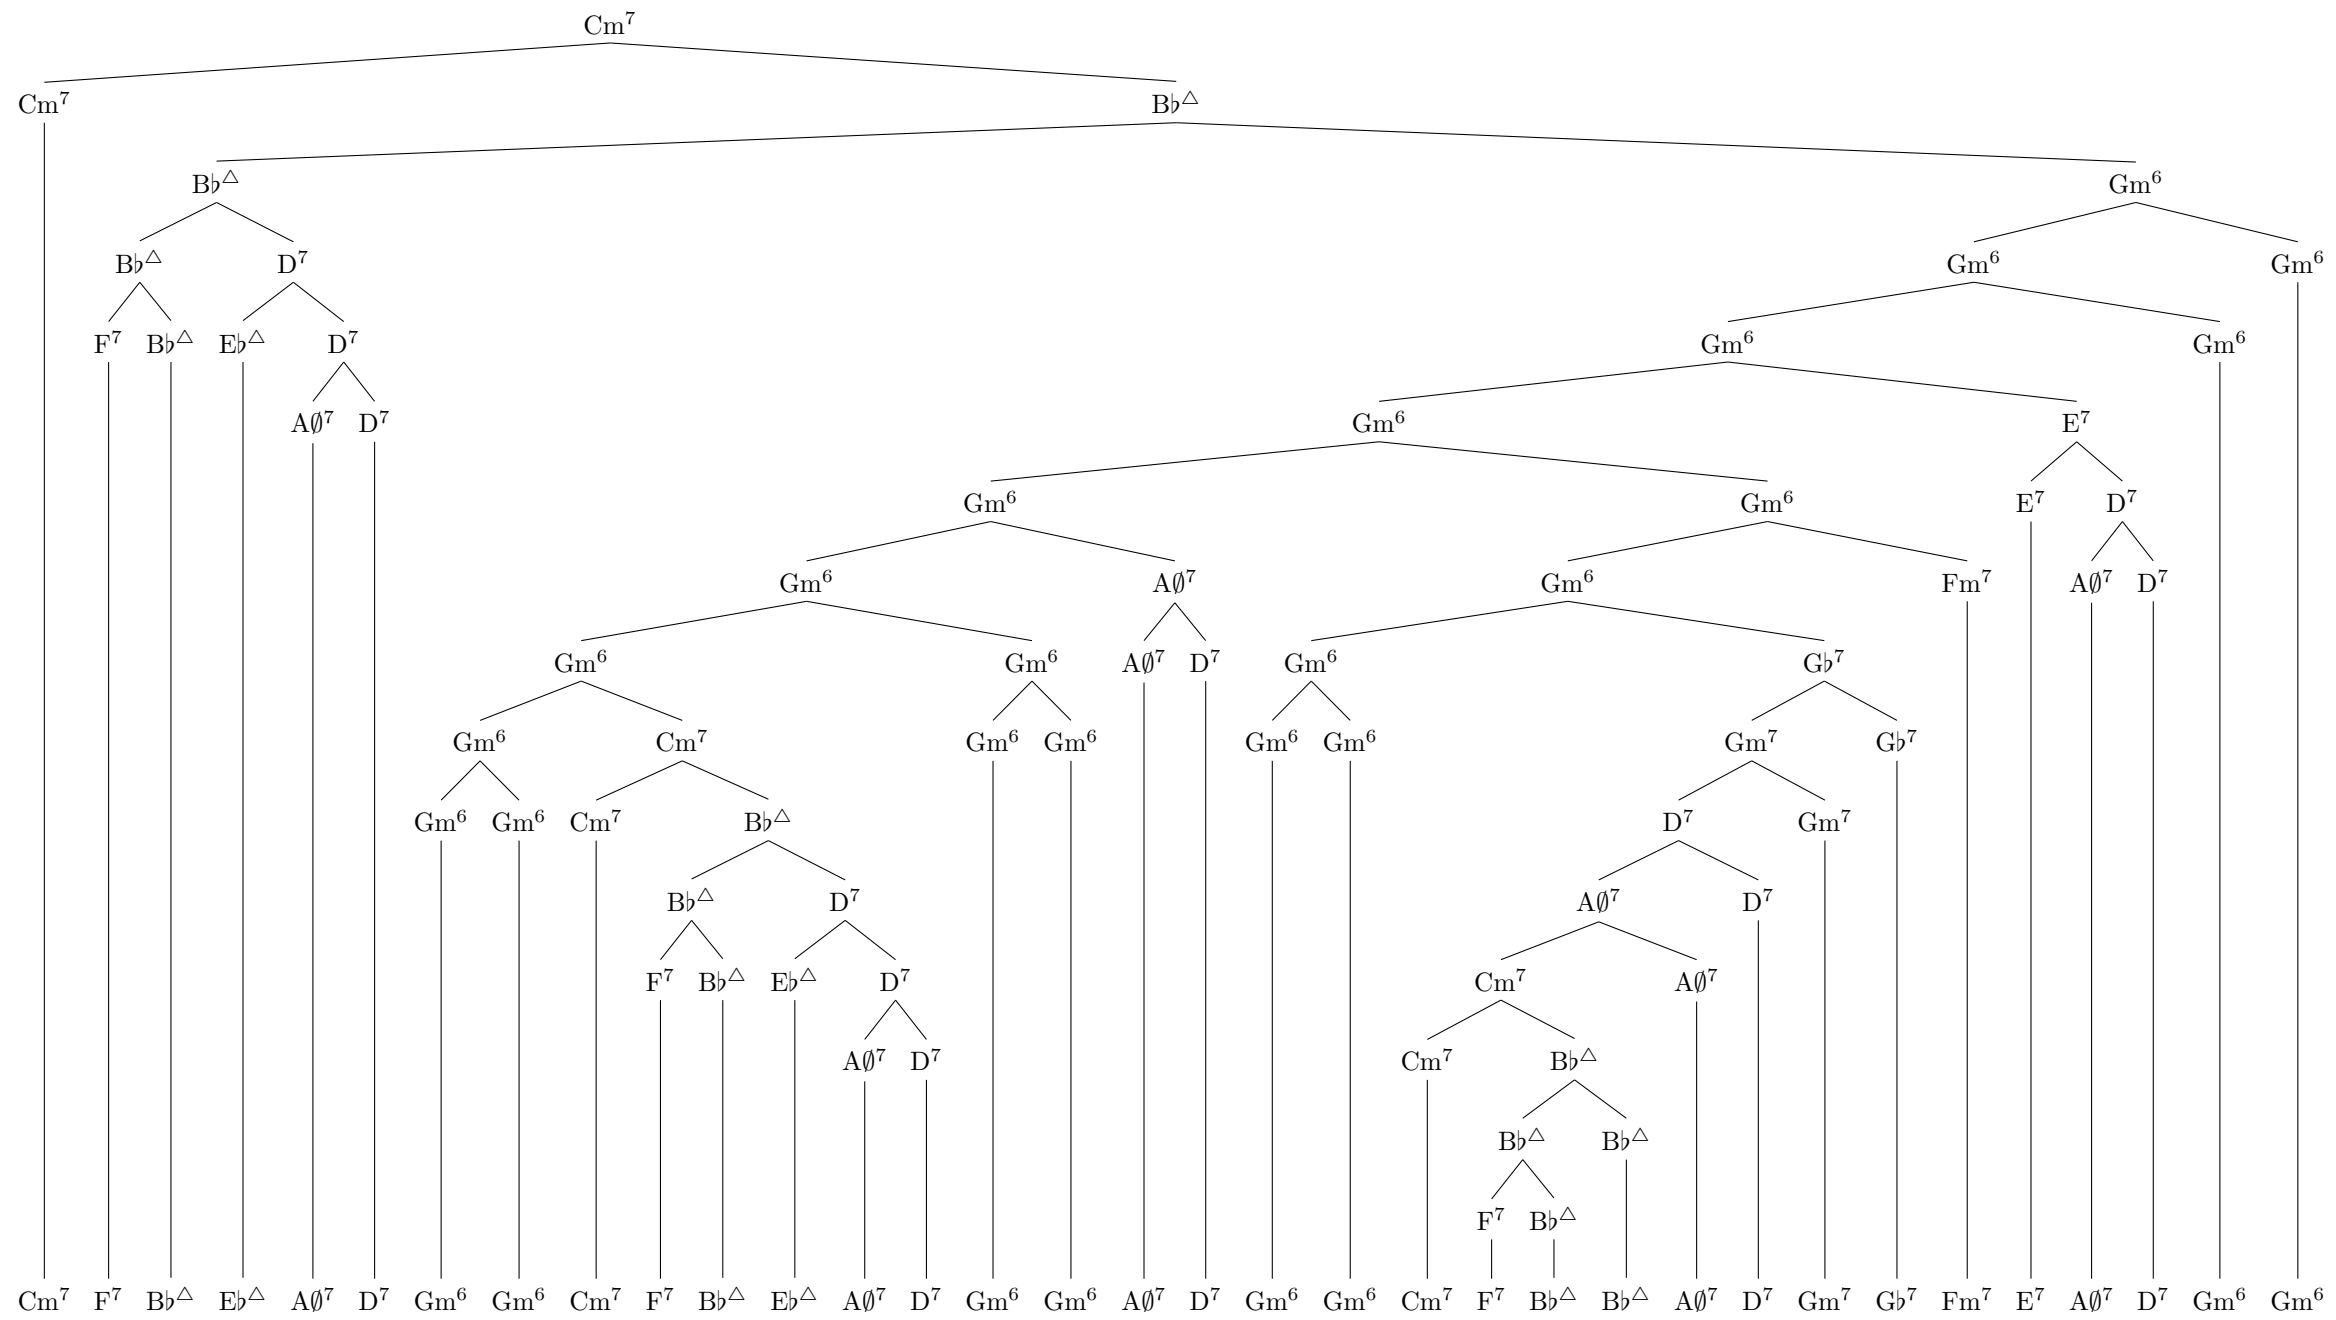 Cm⁷
Cm⁷ B♭△
B♭△ Gm⁶
B♭△ D⁷ Gm⁶ Gm⁶
F⁷ B♭△ E♭△ D⁷ Gm⁶ Gm⁶
A∅⁷ D⁷ Gm⁶ E⁷
Gm⁶ Gm⁶ E⁷ D⁷
Gm⁶ A∅⁷ Gm⁶ Fm⁷ A∅⁷ D⁷
Gm⁶ Gm⁶ A∅⁷ D⁷ Gm⁶ G♭⁷
Gm⁶ Cm⁷ Gm⁶ Gm⁶ Gm⁶ Gm⁶ Gm⁷ G♭⁷
Gm⁶ Gm⁶ Cm⁷ B♭△ D⁷ Gm⁷
B♭△ D⁷ A∅⁷ D⁷
F⁷ B♭△ E♭△ D⁷ Cm⁷ A∅⁷
A∅⁷ D⁷ Cm⁷ B♭△
B♭△ B♭△
F⁷ B♭△
Cm⁷ F⁷ B♭△ E♭△ A∅⁷ D⁷ Gm⁶ Gm⁶ Cm⁷ F⁷ B♭△ E♭△ A∅⁷ D⁷ Gm⁶ Gm⁶ A∅⁷ D⁷ Gm⁶ Gm⁶ Cm⁷ F⁷ B♭△ B♭△ A∅⁷ D⁷ Gm⁷ G♭⁷ Fm⁷ E⁷ A∅⁷ D⁷ Gm⁶ Gm⁶